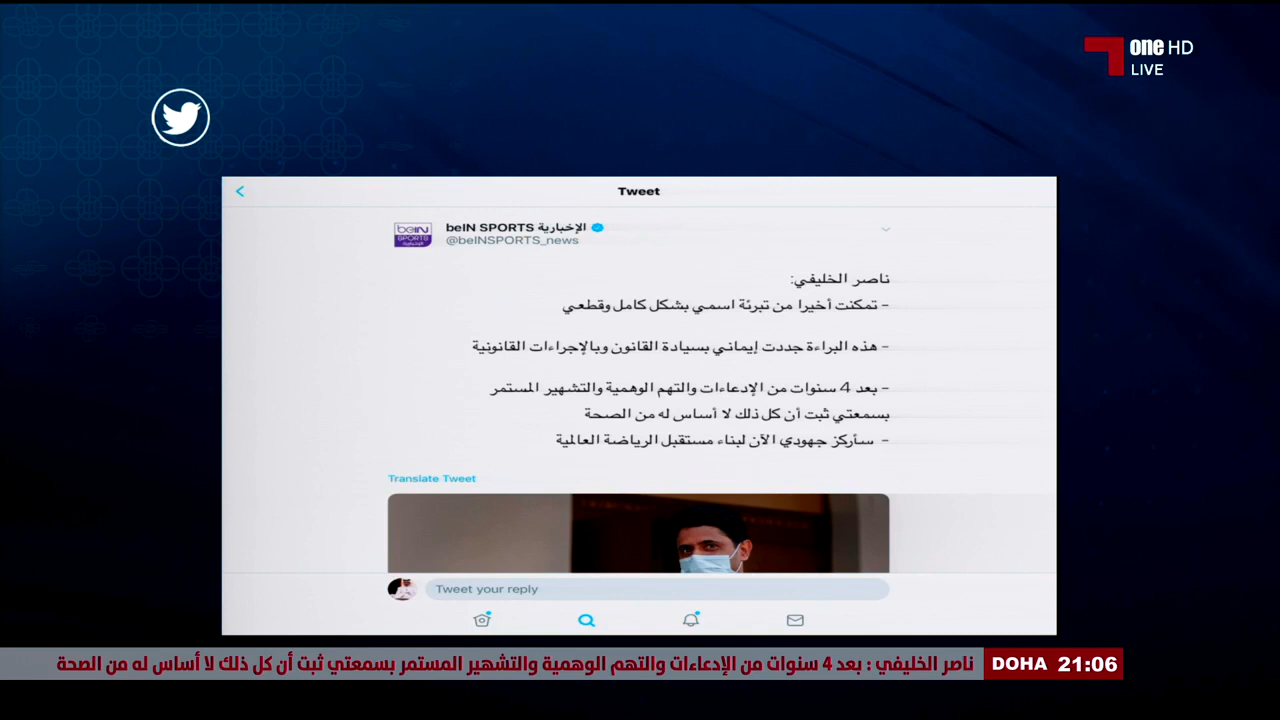 one HD
LIVE
Tweet
beIN SPORTS الإخبارية
@beINSPORTS_news
beIN
SPORTS
الإخبارية
ناصر الخليفي:
- تمكنت أخيرا من تبرئة اسمي بشكل كامل وقطعي
- هذه البراءة جددت إيماني بسيادة القانون وبالإجراءات القانونية
- بعد 4 سنوات من الإدعاءات والتهم الوهمية والتشهير المستمر
بسمعتي ثبت أن كل ذلك لا أساس له من الصحة
- سأركز جهودي الآن لبناء مستقبل الرياضة العالمية
Translate Tweet
Tweet your reply
ناصر الخليفي : بعد 4 سنوات من الإدعاءات والتهم الوهمية والتشهير المستمر بسمعتي ثبت أن كل ذلك لا أساس له من الصحة
DOHA 21:06